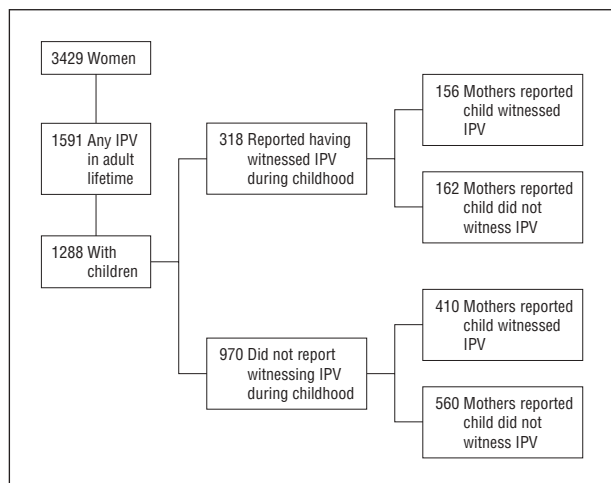 3429 Women
1591 Any IPV
in adult
lifetime
1288 With
children
318 Reported having
witnessed IPV
during childhood
970 Did not report
witnessing IPV
during childhood
156 Mothers reported
child witnessed
IPV
162 Mothers reported
child did not
witness IPV
410 Mothers reported
child witnessed
IPV
560 Mothers reported
child did not
witness IPV